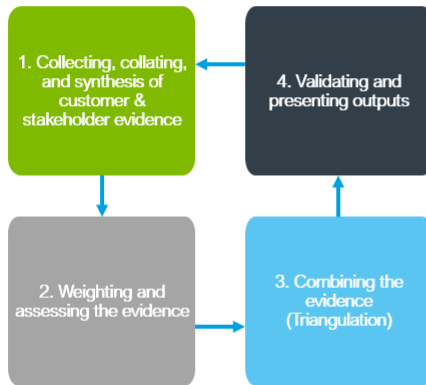 1. Collecting, collating,
and synthesis of
customer &
stakeholder evidence
4. Validating and
presenting outputs
2. Weighting and
assessing the evidence
3. Combining the
evidence
(Triangulation)